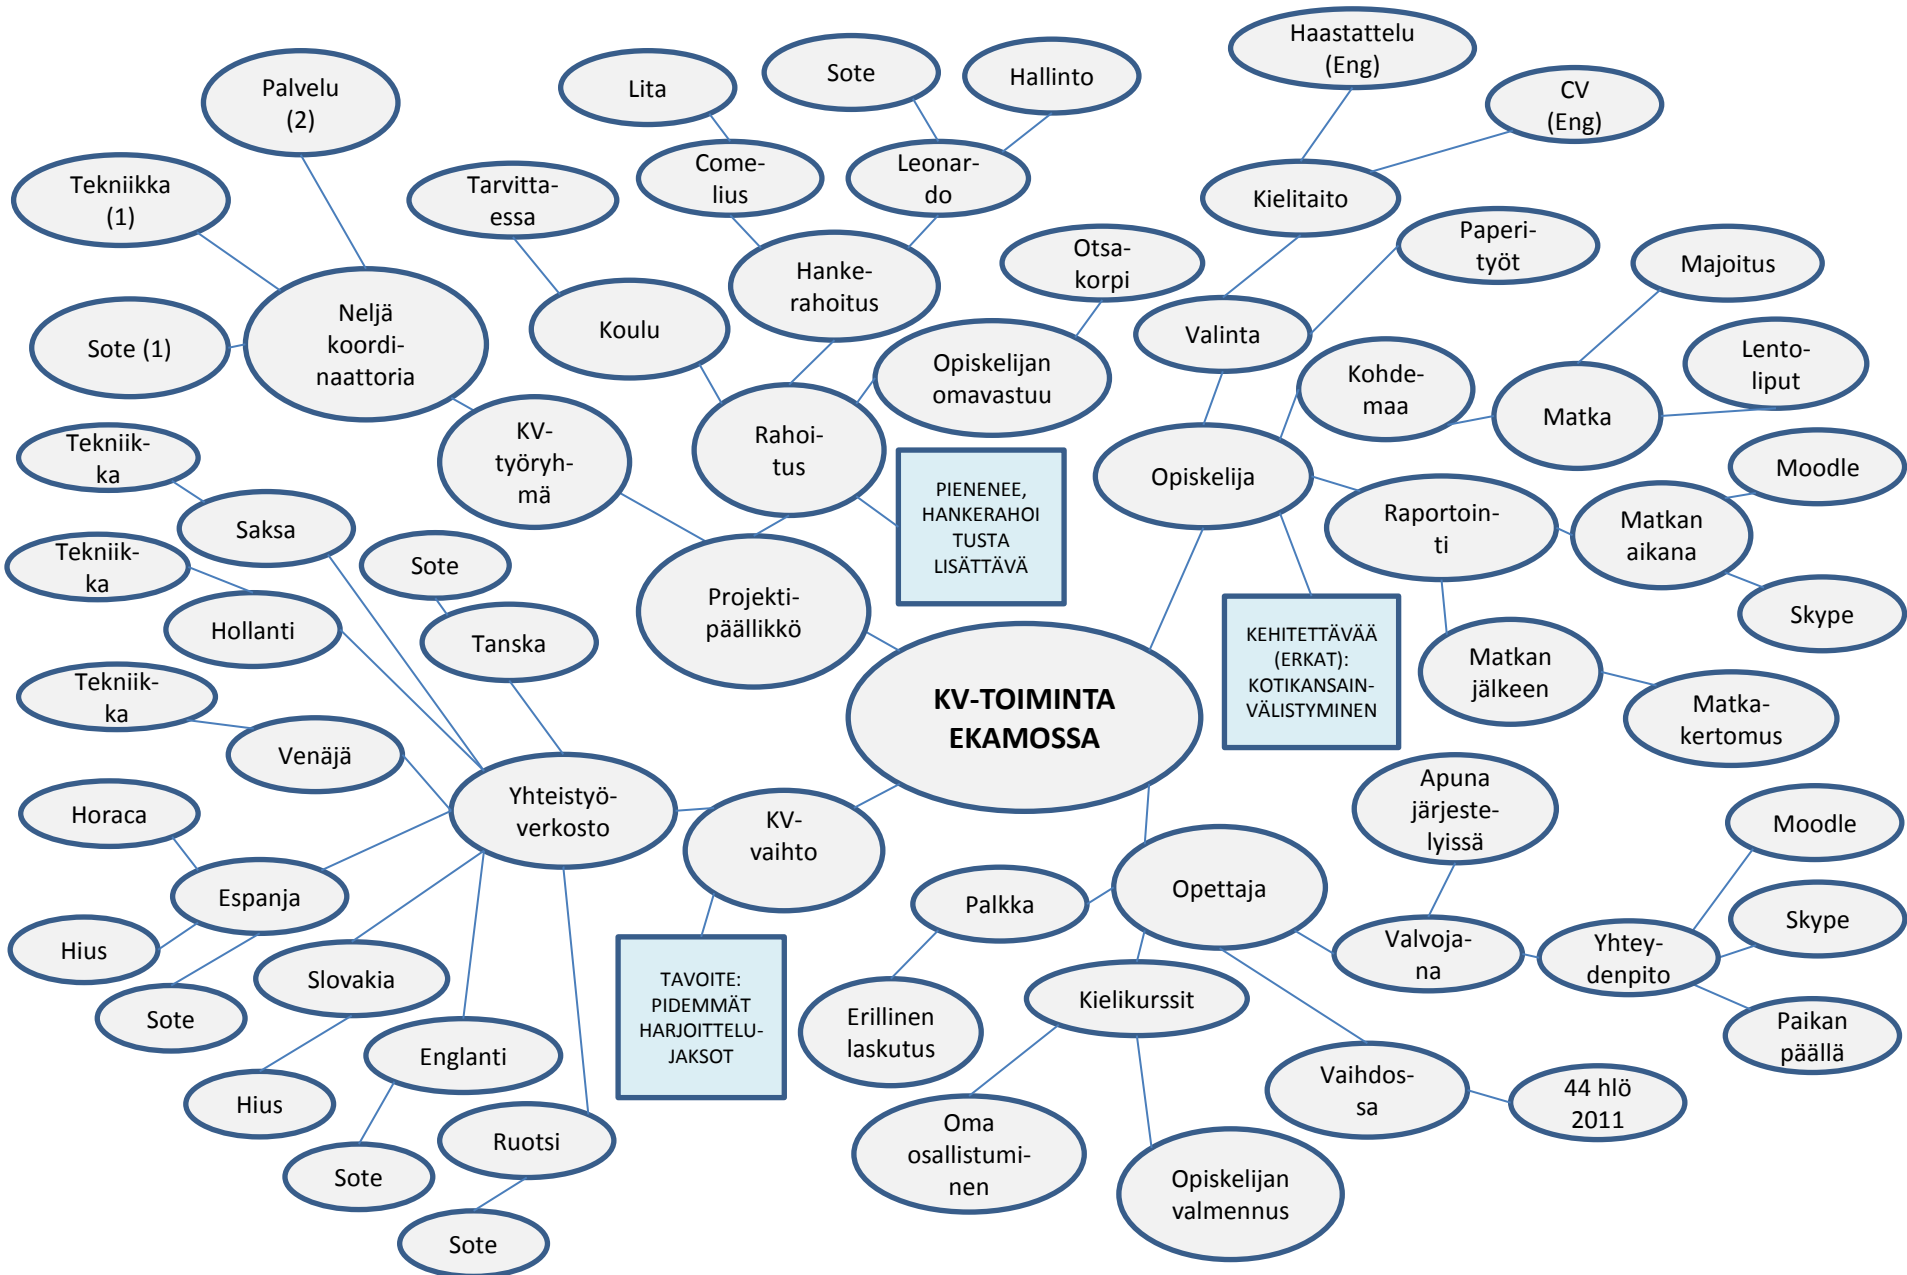 Haastattelu
(Eng)
Palvelu
(2)
Lita
Sote
Hallinto
CV
(Eng)
Tekniikka
(1)
Tarvitta-
essa
Come-
lius
Leonar-
do
Kielitaito
Paperi-
työt
Otsa-
korpi
Majoitus
Hanke-
rahoitus
Neljä
koordi-
naattoria
Sote (1)
Koulu
Valinta
Lento-
liput
Opiskelijan
omavastuu
Kohde-
maa
Matka
KV-
työryh-
mä
Rahoi-
tus
Tekniik-
ka
Opiskelija
Moodle
PIENENEE,
HANKERAHOI
TUSTA
LISÄTTÄVÄ
Saksa
Raportoin-
ti
Matkan
aikana
Tekniik-
ka
Sote
Projekti-
päällikkö
Skype
Hollanti
Tanska
KEHITETTÄVÄÄ
(ERKAT):
KOTIKANSAIN-
VÄLISTYMINEN
Matkan
jälkeen
Tekniik-
ka
KV-TOIMINTA
EKAMOSSA
Matka-
kertomus
Venäjä
Horaca
Yhteistyö-
verkosto
KV-
vaihto
Apuna
järjeste-
lyissä
Moodle
Espanja
Palkka
Opettaja
Skype
Hius
Valvoja-
na
Yhtey-
denpito
Slovakia
TAVOITE:
PIDEMMÄT
HARJOITTELU-
JAKSOT
Kielikurssit
Sote
Erillinen
laskutus
Paikan
päällä
Englanti
Vaihdos-
sa
44 hlö
2011
Hius
Ruotsi
Oma
osallistumi-
nen
Sote
Opiskelijan
valmennus
Sote